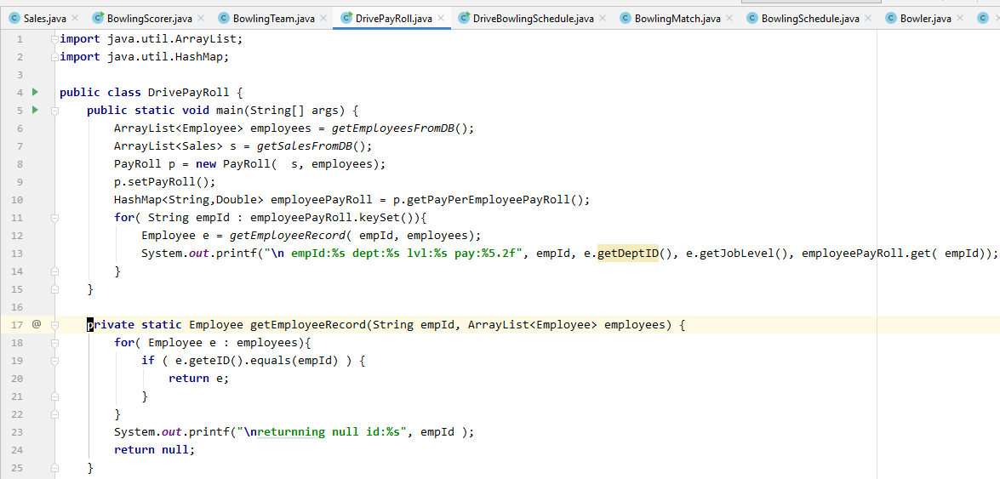 Sales.java BowlingScorer.java BowlingTeam.java DrivePayRoll.java DriveBowlingSchedule.java BowlingMatch.java BowlingSchedule.java Bowler.java
1 import java.util.ArrayList;
2 import java.util.HashMap;
3
4 public class DrivePayRoll {
5     public static void main(String[] args) {
6         ArrayList<Employee> employees = getEmployeesFromDB();
7         ArrayList<Sales> s = getSalesFromDB();
8         PayRoll p = new PayRoll(  s, employees);
9         p.setPayRoll();
10         HashMap<String,Double> employeePayRoll = p.getPayPerEmployeePayRoll();
11         for( String empId : employeePayRoll.keySet()){
12             Employee e = getEmployeeRecord( empId, employees);
13             System.out.printf("\n empId:%s dept:%s lvl:%s pay:%5.2f", empId, e.getDeptID(), e.getJobLevel(), employeePayRoll.get( empId));
14         }
15     }
16
17 @     private static Employee getEmployeeRecord(String empId, ArrayList<Employee> employees) {
18         for( Employee e : employees){
19             if ( e.geteID().equals(empId) ) {
20                 return e;
21             }
22         }
23         System.out.printf("\nreturnning null id:%s", empId );
24         return null;
25     }